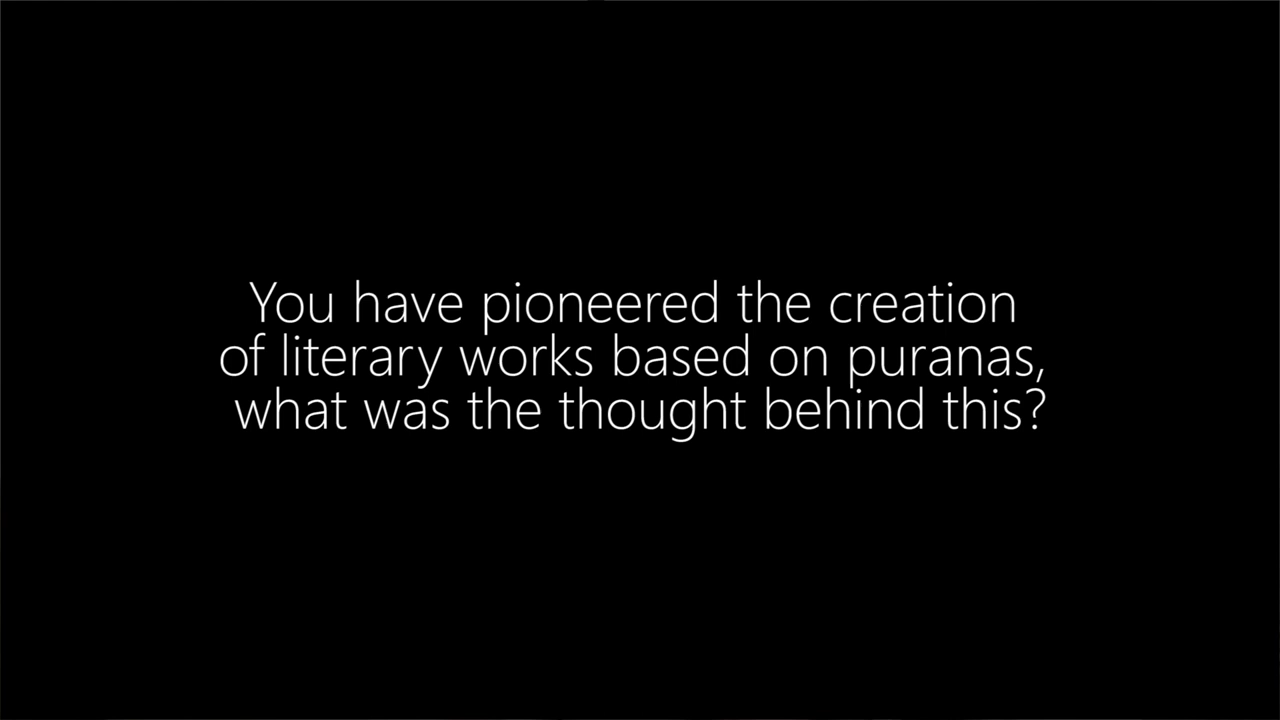 You have pioneered the creation
of literary works based on puranas,
what was the thought behind this?